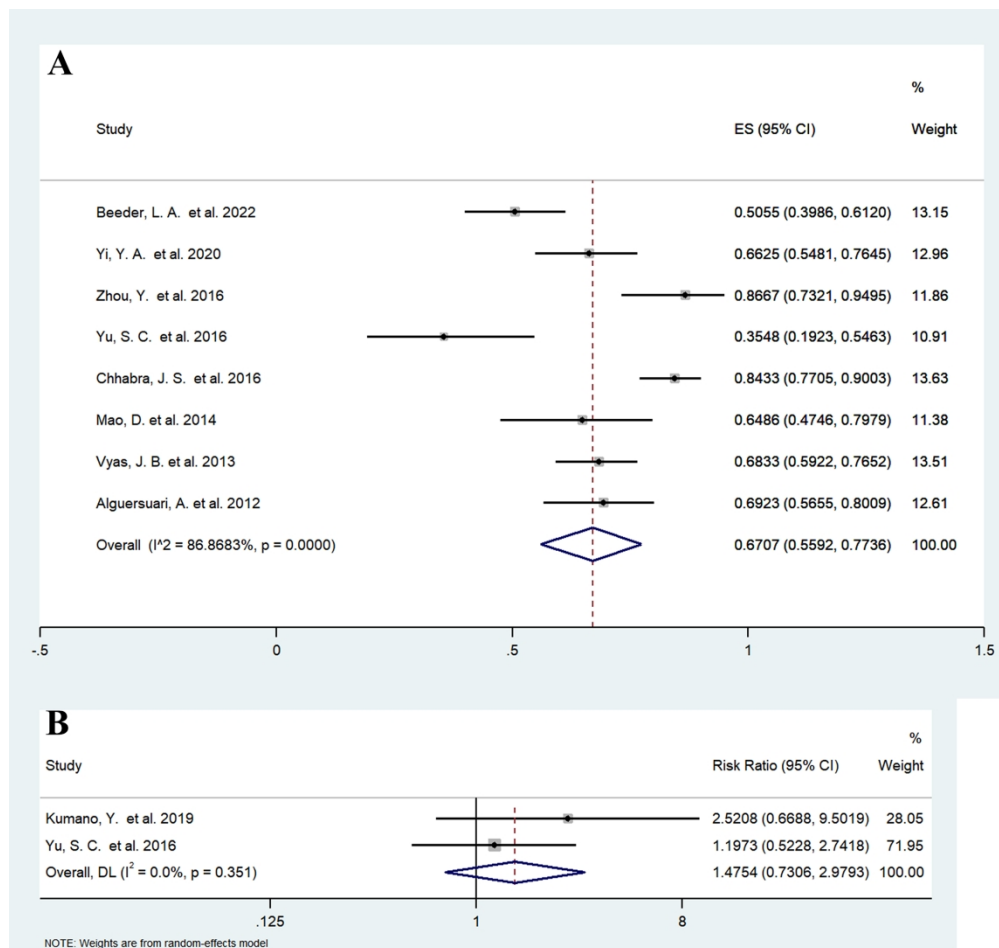 A
%
Study ES (95% CI) Weight
Beeder, L. A. et al. 2022 0.5055 (0.3986, 0.6120) 13.15
Yi, Y. A. et al. 2020 0.6625 (0.5481, 0.7645) 12.96
Zhou, Y. et al. 2016 0.8667 (0.7321, 0.9495) 11.86
Yu, S. C. et al. 2016 0.3548 (0.1923, 0.5463) 10.91
Chhabra, J. S. et al. 2016 0.8433 (0.7705, 0.9003) 13.63
Mao, D. et al. 2014 0.6486 (0.4746, 0.7979) 11.38
Vyas, J. B. et al. 2013 0.6833 (0.5922, 0.7652) 13.51
Alguersuari, A. et al. 2012 0.6923 (0.5655, 0.8009) 12.61
Overall (I^2 = 86.8683%, p = 0.0000) 0.6707 (0.5592, 0.7736) 100.00
-.5 0 .5 1 1.5
B
%
Study Risk Ratio (95% CI) Weight
Kumano, Y. et al. 2019 2.5208 (0.6688, 9.5019) 28.05
Yu, S. C. et al. 2016 1.1973 (0.5228, 2.7418) 71.95
Overall, DL (I² = 0.0%, p = 0.351) 1.4754 (0.7306, 2.9793) 100.00
.125 1 8
NOTE: Weights are from random-effects model